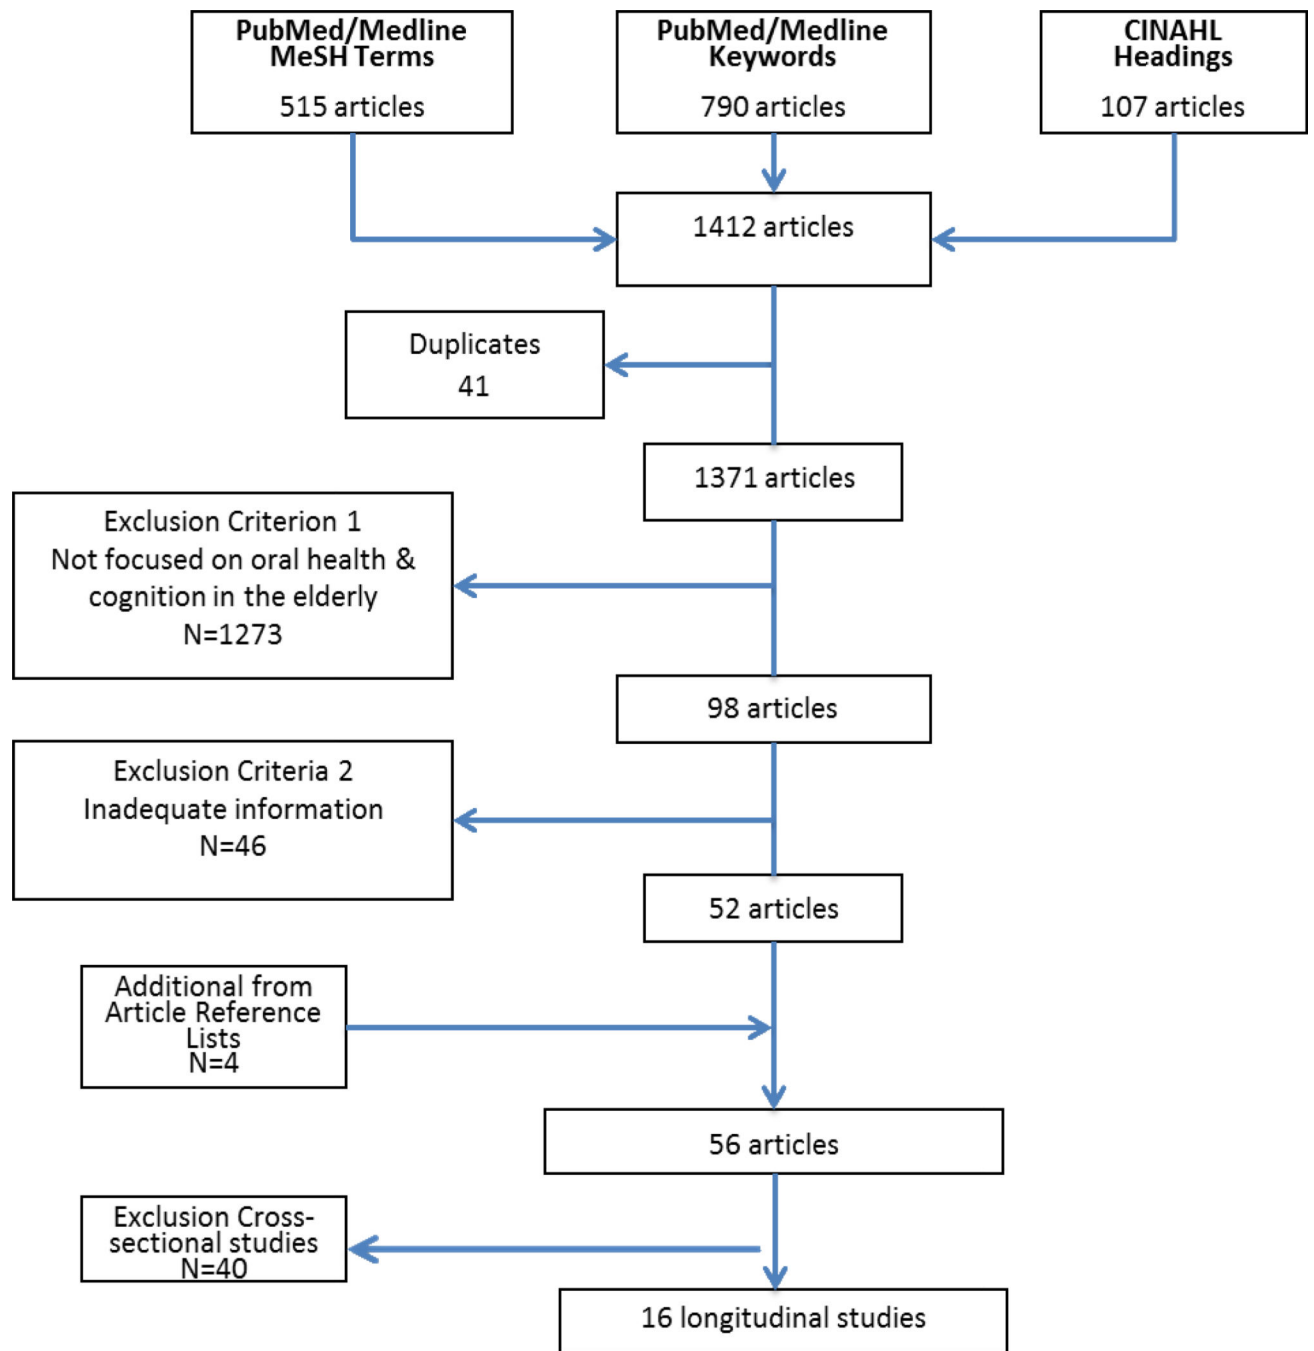 PubMed/Medline
MeSH Terms
515 articles
PubMed/Medline
Keywords
790 articles
CINAHL
Headings
107 articles
1412 articles
Duplicates
41
1371 articles
Exclusion Criterion 1
Not focused on oral health &
cognition in the elderly
N=1273
98 articles
Exclusion Criteria 2
Inadequate information
N=46
52 articles
Additional from
Article Reference
Lists
N=4
56 articles
Exclusion Cross-
sectional studies
N=40
16 longitudinal studies